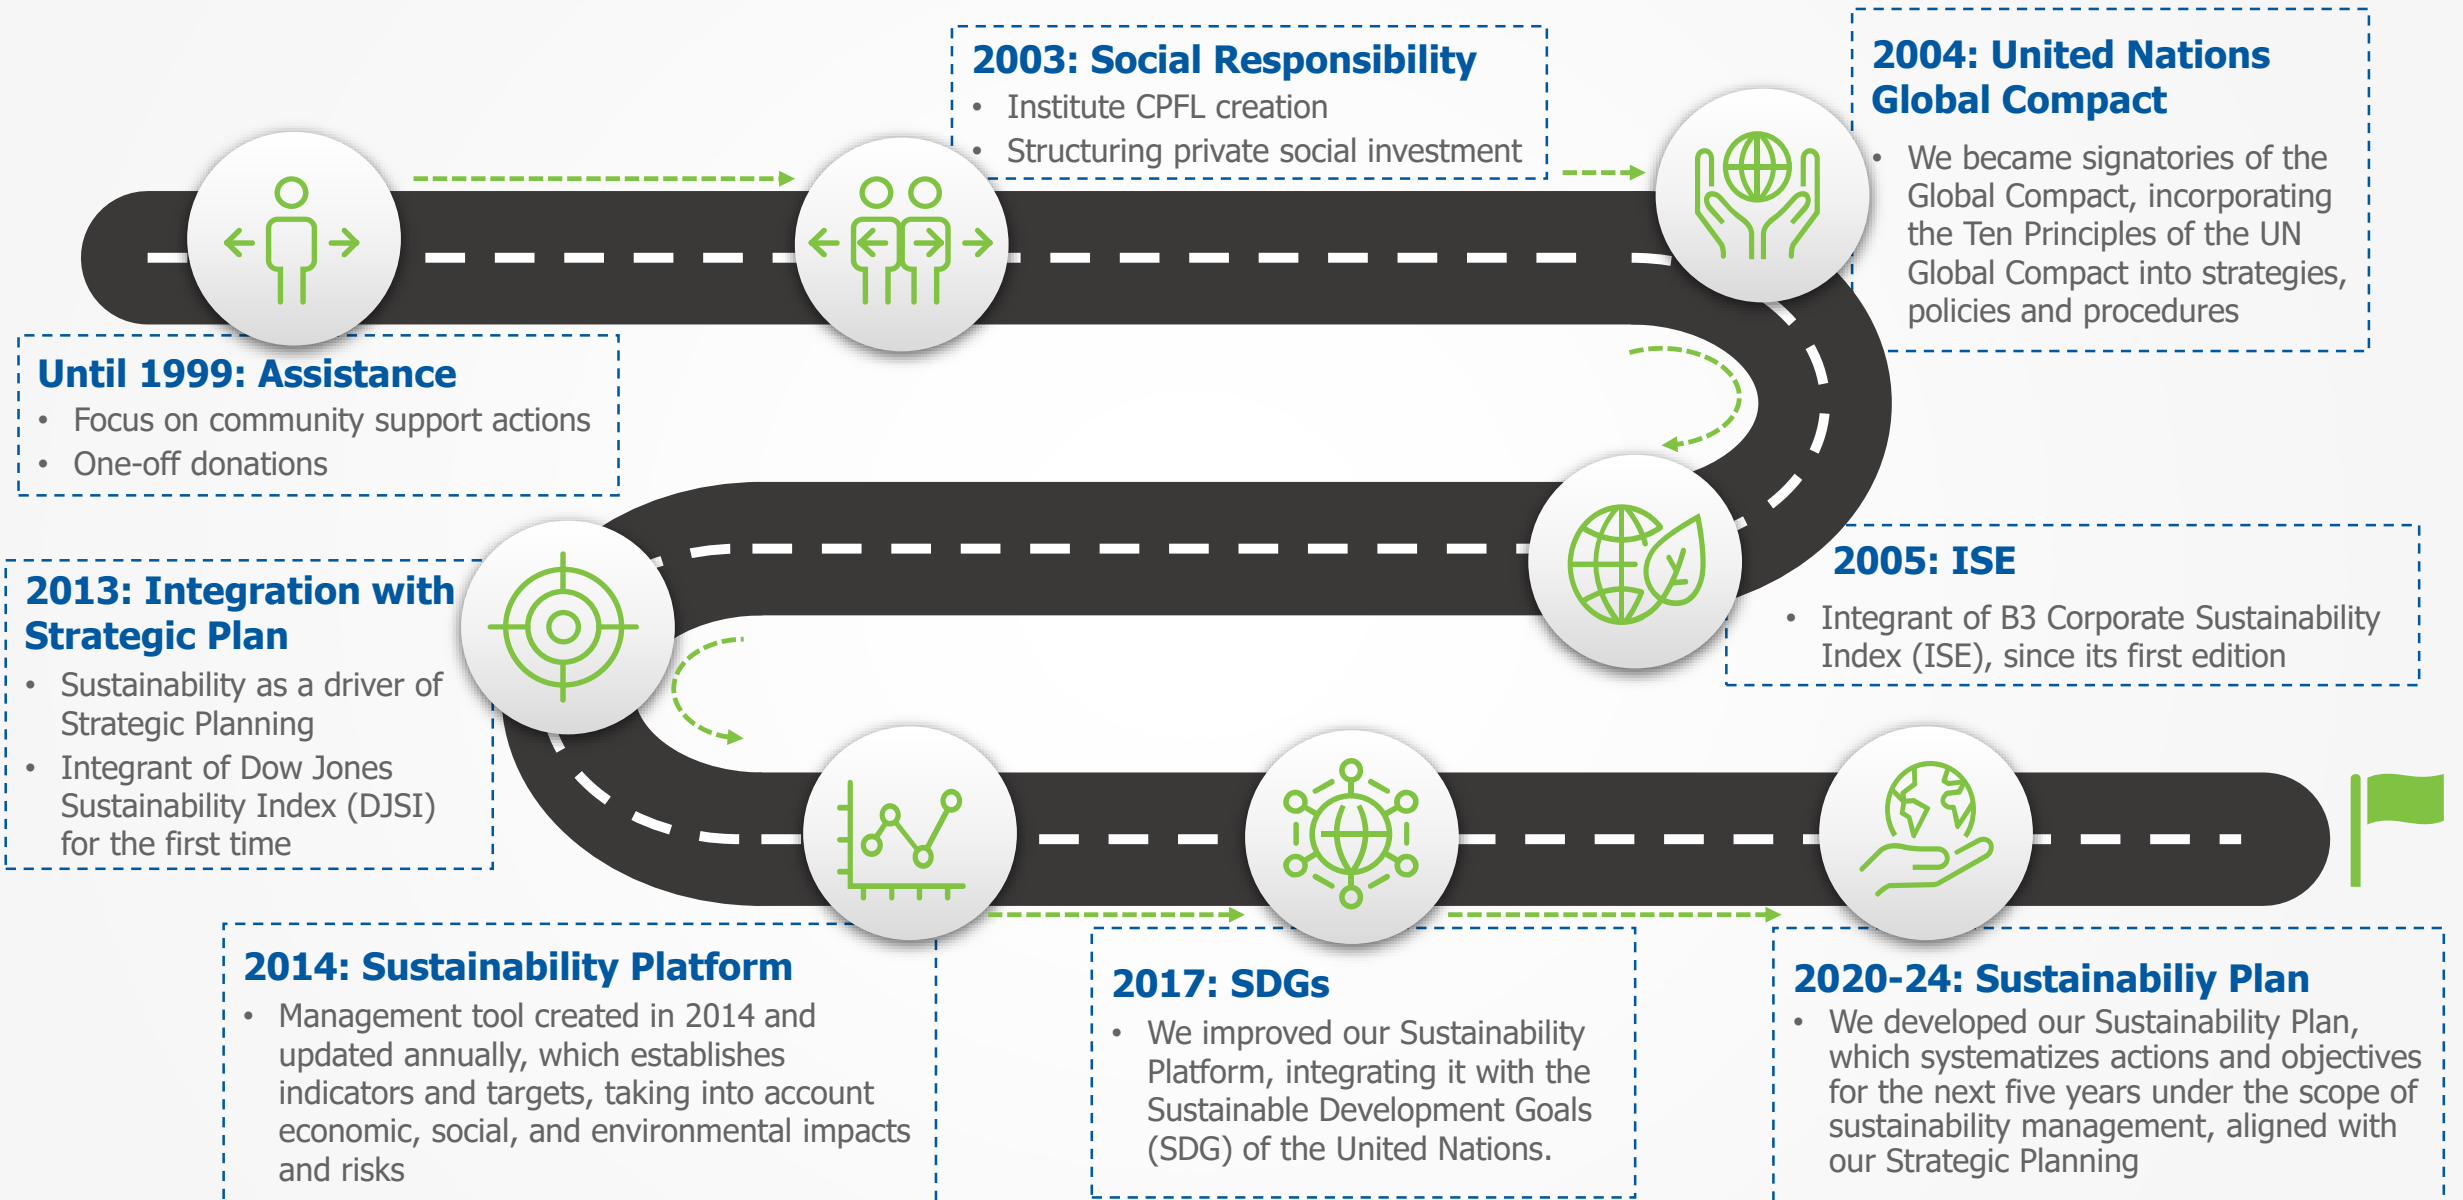 2003: Social Responsibility
• Institute CPFL creation
• Structuring private social investment
2004: United Nations
Global Compact
• We became signatories of the
Global Compact, incorporating
the Ten Principles of the UN
Global Compact into strategies,
policies and procedures
Until 1999: Assistance
• Focus on community support actions
• One-off donations
2005: ISE
• Integrant of B3 Corporate Sustainability
Index (ISE), since its first edition
2013: Integration with
Strategic Plan
• Sustainability as a driver of
Strategic Planning
• Integrant of Dow Jones
Sustainability Index (DJSI)
for the first time
2014: Sustainability Platform
• Management tool created in 2014 and
updated annually, which establishes
indicators and targets, taking into account
economic, social, and environmental impacts
and risks
2017: SDGs
• We improved our Sustainability
Platform, integrating it with the
Sustainable Development Goals
(SDG) of the United Nations.
2020-24: Sustainabiliy Plan
• We developed our Sustainability Plan,
which systematizes actions and objectives
for the next five years under the scope of
sustainability management, aligned with
our Strategic Planning